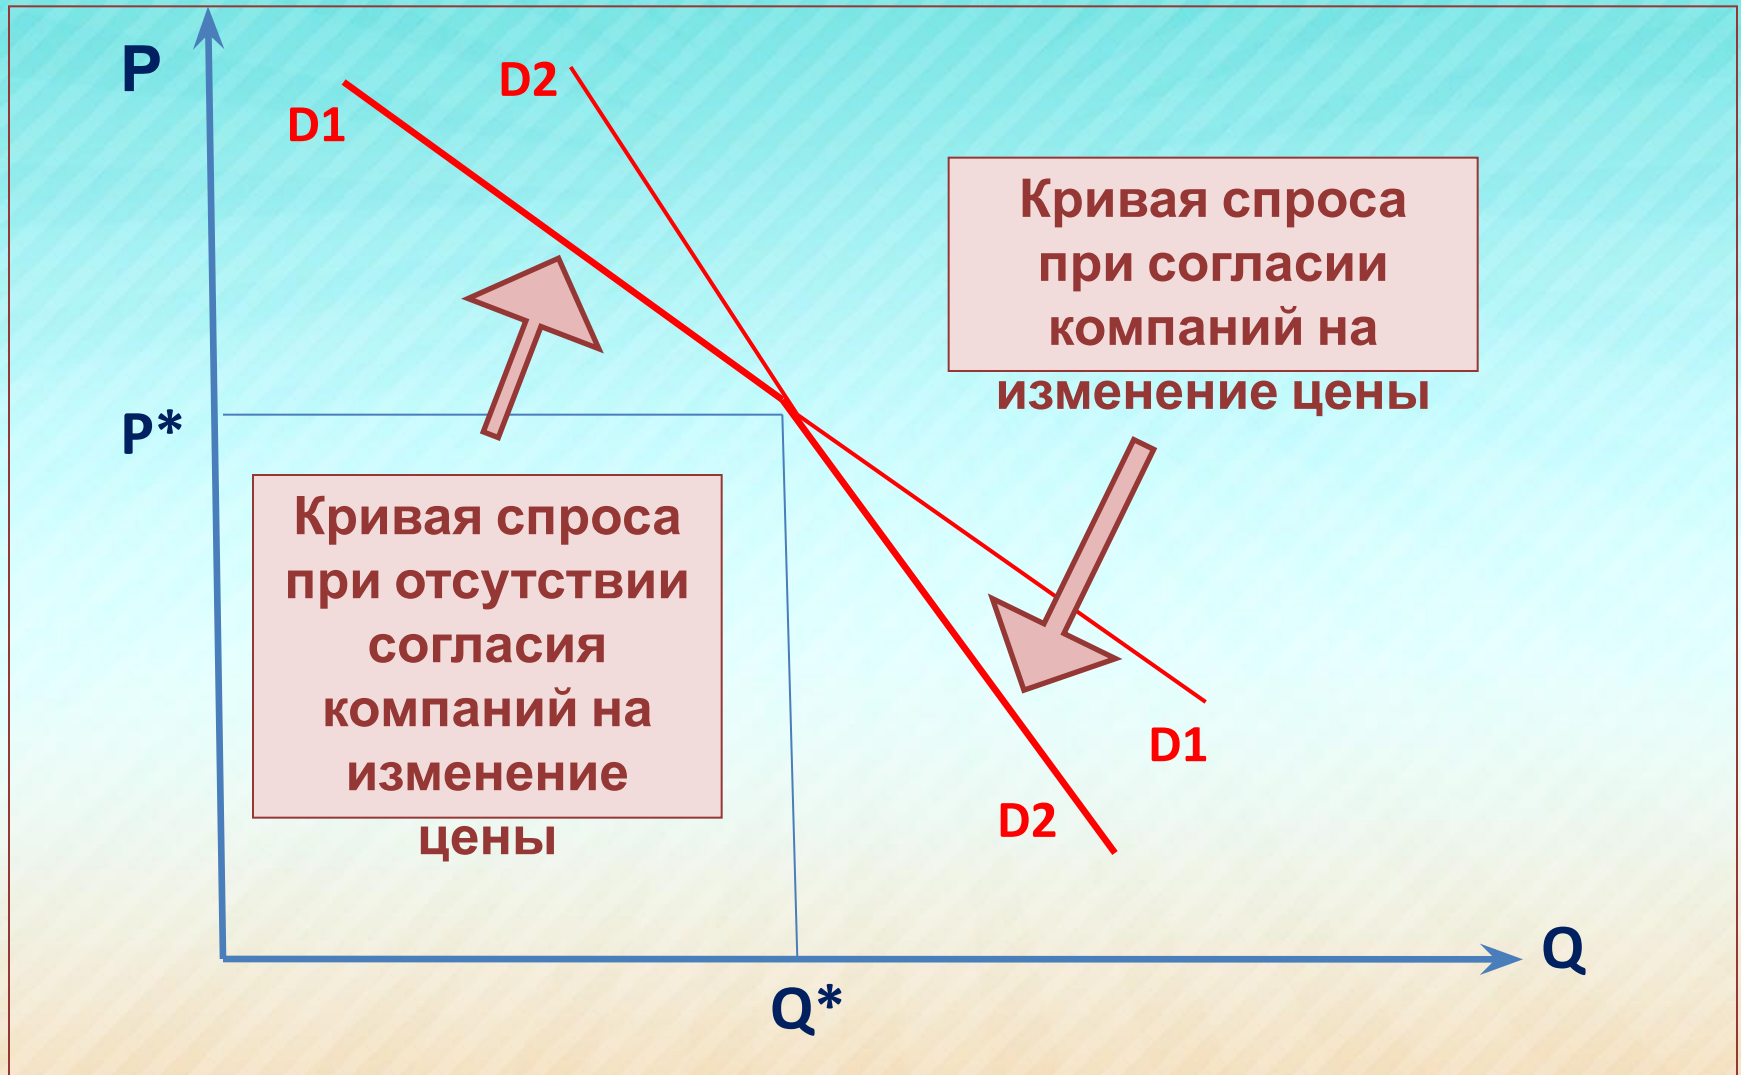 P
D2
D1
Кривая спроса
при согласии
компаний на
изменение цены
P*
Кривая спроса
при отсутствии
согласия
компаний на
изменение
цены
D1
D2
Q
Q*